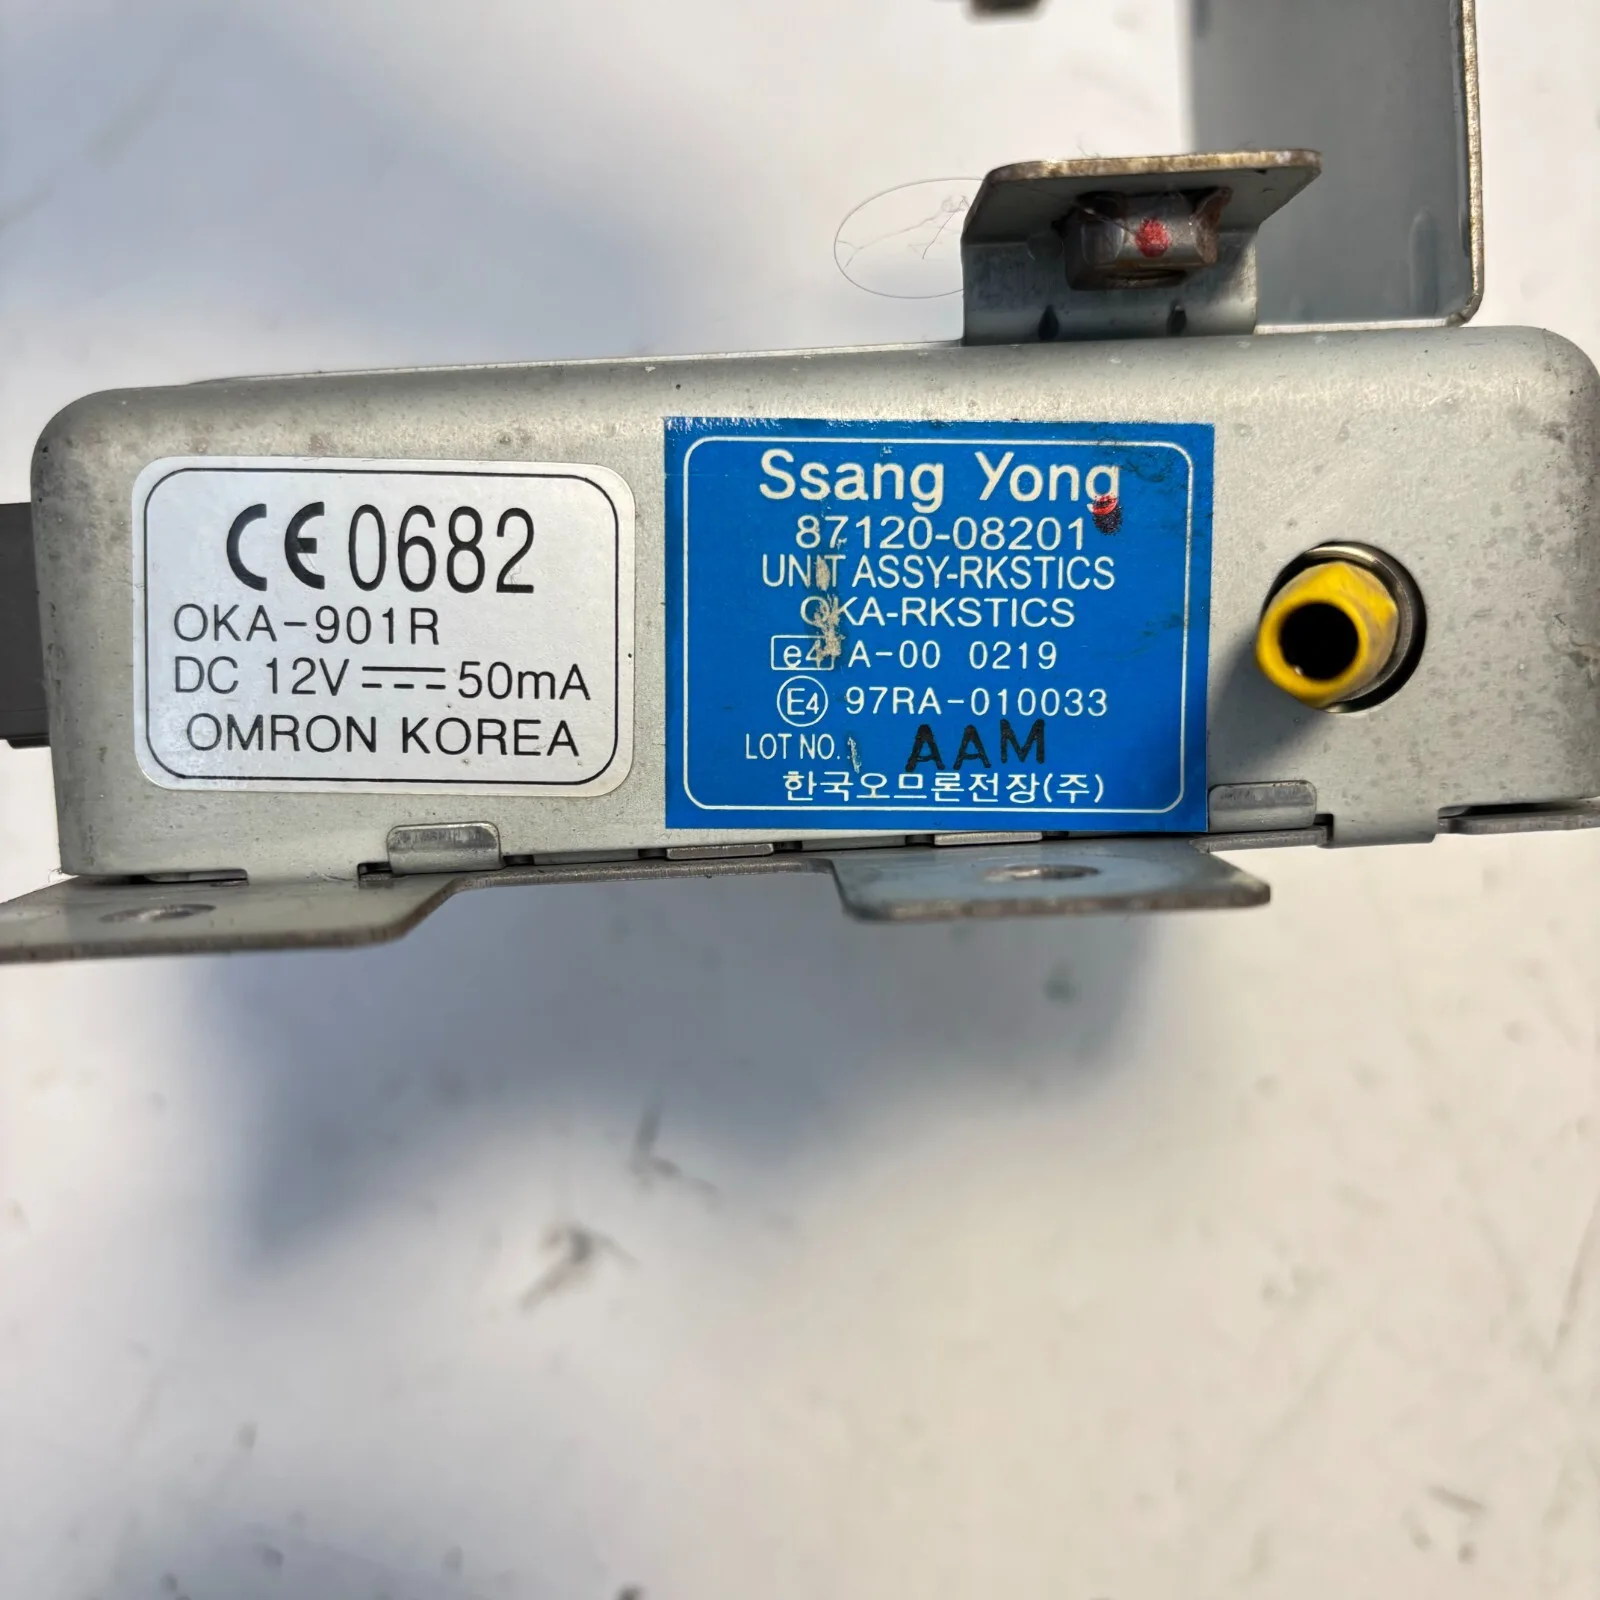 CE 0682
OKA-901R
DC 12V 50mA
OMRON KOREA
Ssang Yong
87120-08201
UNIT ASSY-RKSTICS
OKA-RKSTICS
e4 A-00 0219
E4 97RA-010033
LOT NO. AAM
한국오므론전장(주)